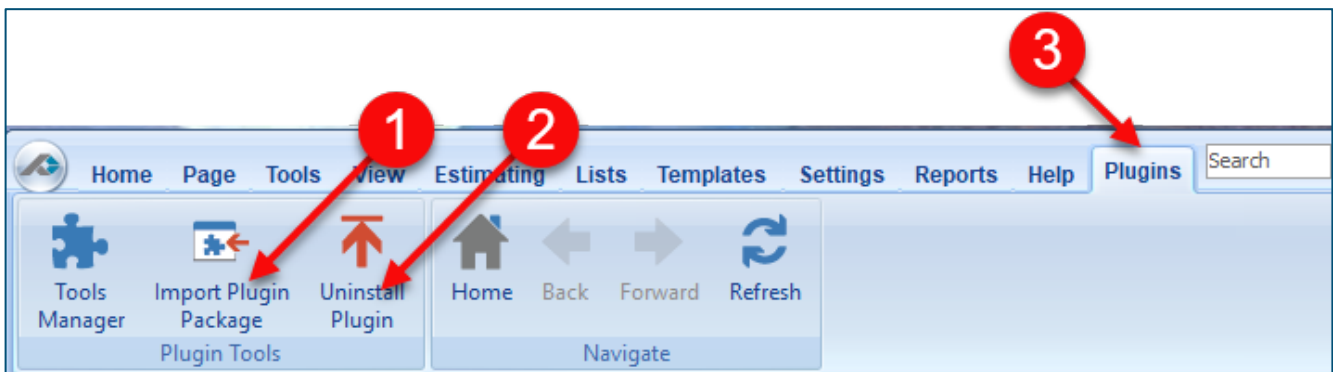 3
1 2
Home Page Tools View Estimating Lists Templates Settings Reports Help Plugins Search
Tools Import Plugin Uninstall Home Back Forward Refresh
Manager Package Plugin
Plugin Tools Navigate